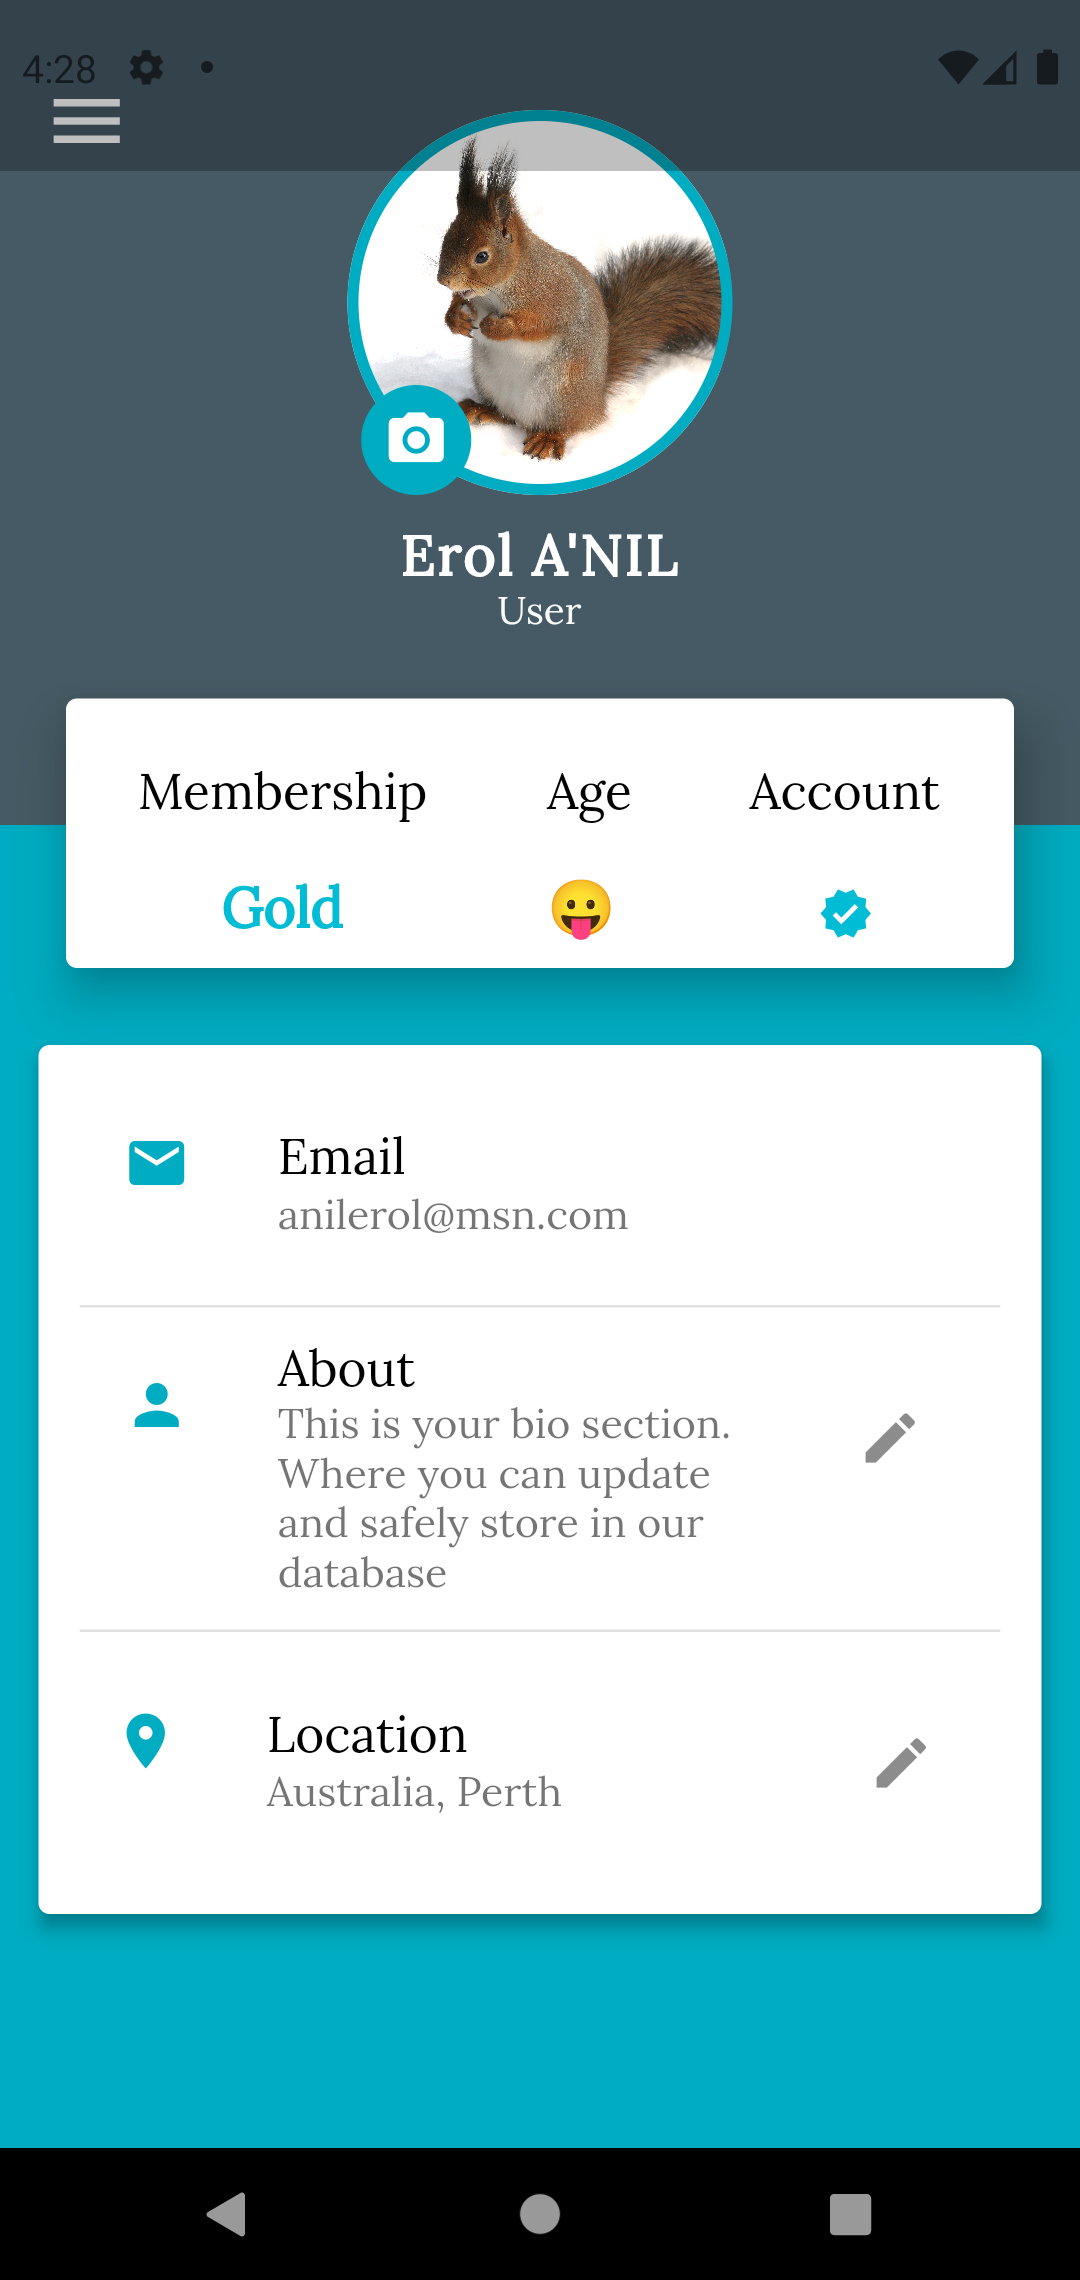 4:28
Erol A'NIL
User
Membership Age Account
Gold 😛
Email
anilerol@msn.com
About
This is your bio section.
Where you can update
and safely store in our
database
Location
Australia, Perth